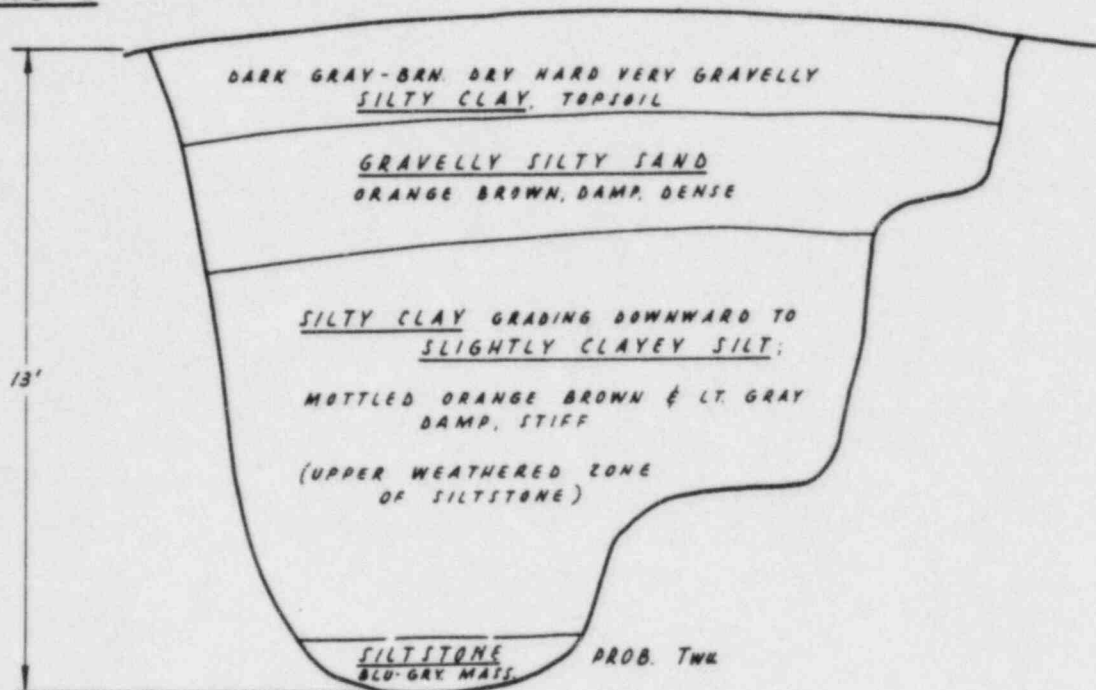 DARK GRAY-BRN. DRY HARD VERY GRAVELLY
SILTY CLAY, TOPSOIL
GRAVELLY SILTY SAND
ORANGE BROWN, DAMP, DENSE
SILTY CLAY GRADING DOWNWARD TO
SLIGHTLY CLAYEY SILT;
13'
MOTTLED ORANGE BROWN & LT. GRAY
DAMP, STIFF
(UPPER WEATHERED ZONE
OF SILTSTONE)
SILTSTONE PROB. Twu
BLU-GRY. MASS.